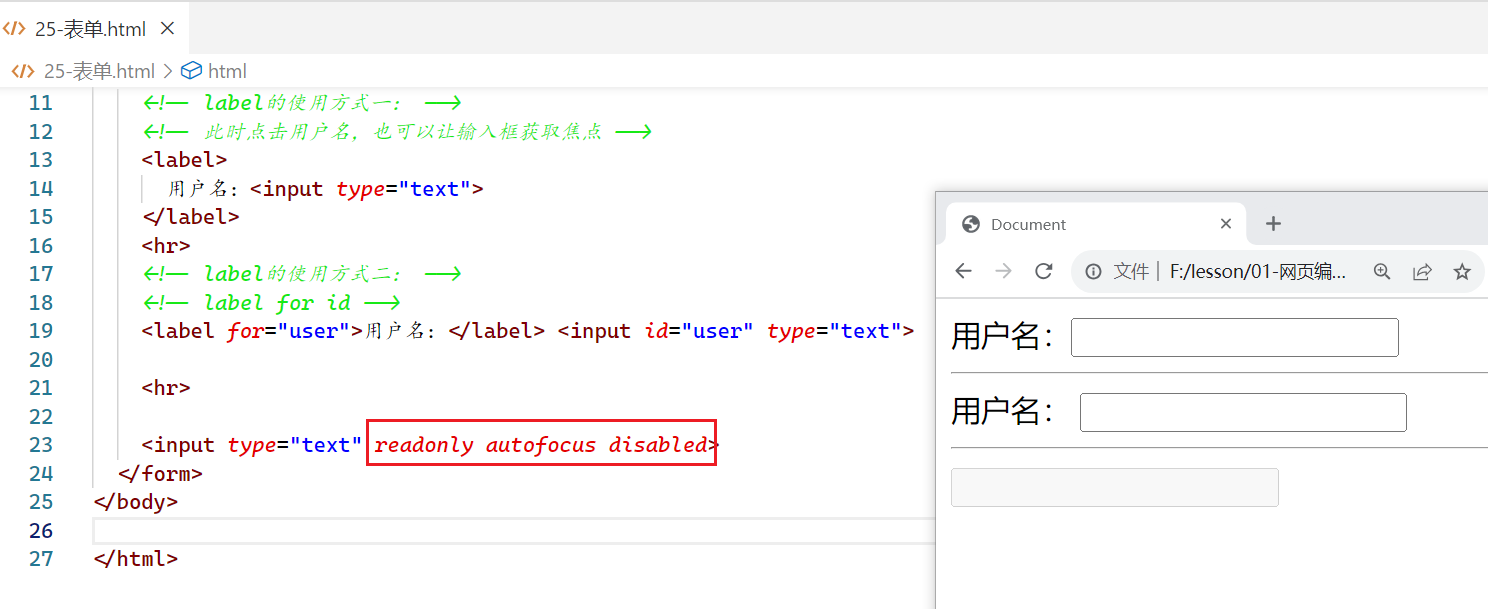 25-表单.html
25-表单.html > html
11 <!-- label的使用方式一： -->
12 <!-- 此时点击用户名，也可以让输入框获取焦点 -->
13 <label>
14 用户名：<input type="text">
15 </label>
16 <hr>
17 <!-- label的使用方式二： -->
18 <!-- label for id -->
19 <label for="user">用户名：</label> <input id="user" type="text">
20
21 <hr>
22
23 <input type="text" readonly autofocus disabled>
24 </form>
25 </body>
26
27 </html>
Document
文件 | F:/lesson/01-网页编...
用户名：
用户名：